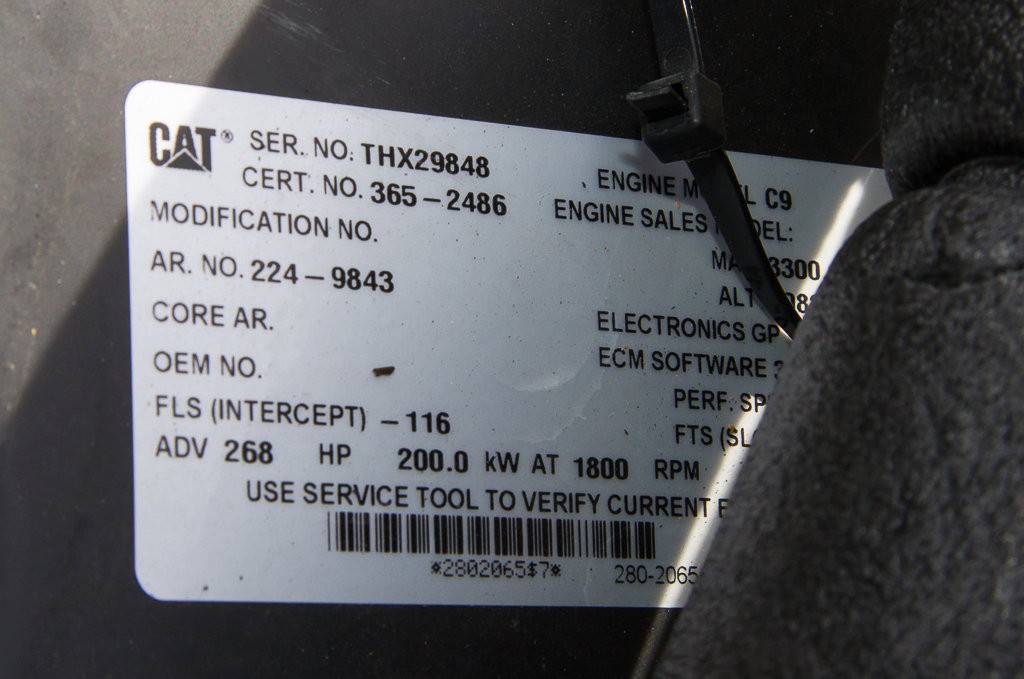 CAT® SER. NO. THX29848
CERT. NO. 365-2486
MODIFICATION NO.
AR. NO. 224-9843
CORE AR.
OEM NO.
FLS (INTERCEPT) -116
ADV 268 HP 200.0 kW AT 1800 RPM
USE SERVICE TOOL TO VERIFY CURRENT
*2802065$7* 280-2065
ENGINE C9
ENGINE SALES
3300
ALT
ELECTRONICS GP
ECM SOFTWARE
PERF.
FTS